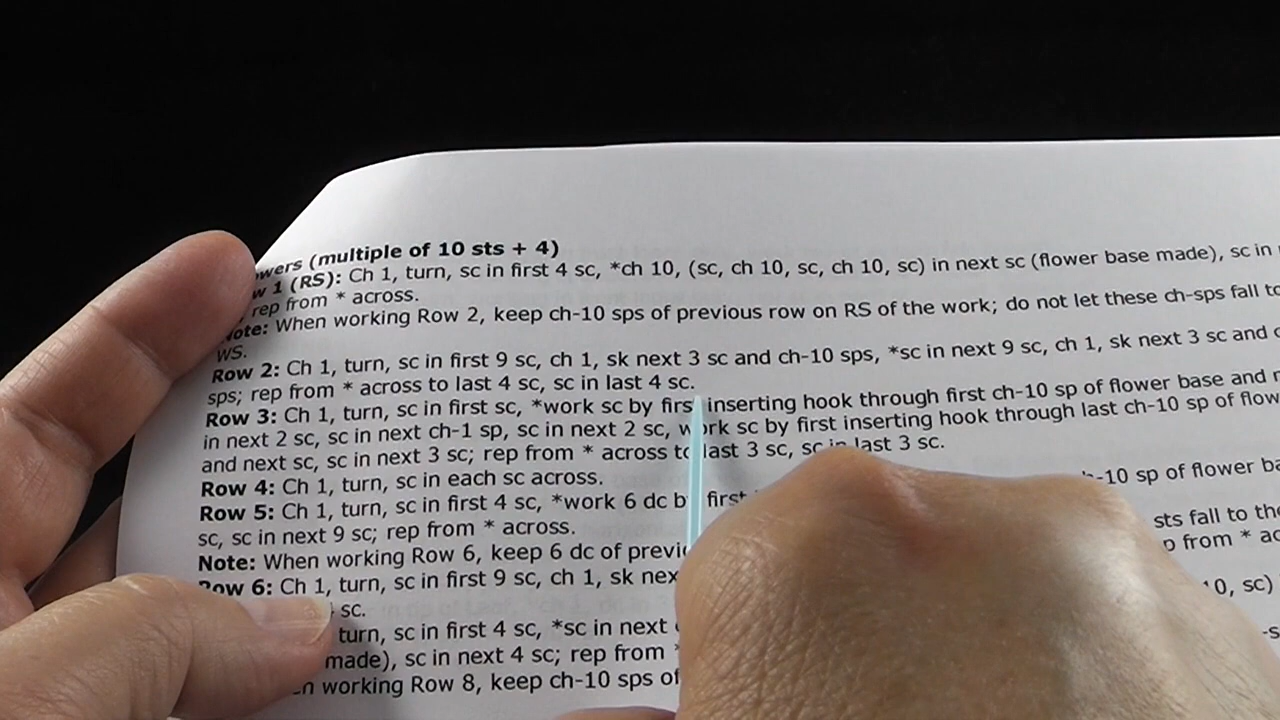 (multiple of 10 sts + 4)
1 (RS): Ch 1, turn, sc in first 4 sc, *ch 10, (sc, ch 10, sc, ch 10, sc) in next sc (flower base made), sc in
rep from * across.
Note: When working Row 2, keep ch-10 sps of previous row on RS of the work; do not let these ch-sps fall to
WS.
Row 2: Ch 1, turn, sc in first 9 sc, ch 1, sk next 3 sc and ch-10 sps, *sc in next 9 sc, ch 1, sk next 3 sc and
sps; rep from * across to last 4 sc, sc in last 4 sc.
Row 3: Ch 1, turn, sc in first sc, *work sc by first inserting hook through first ch-10 sp of flower base and
in next 2 sc, sc in next ch-1 sp, sc in next 2 sc, work sc by first inserting hook through last ch-10 sp of
and next sc, sc in next 3 sc; rep from * across to last 3 sc, sc in last 3 sc.
Row 4: Ch 1, turn, sc in each sc across.
Row 5: Ch 1, turn, sc in first 4 sc, *work 6 dc by first -10 sp of flower
sc, sc in next 9 sc; rep from * across. sts fall to
Note: When working Row 6, keep 6 dc of from *
Row 6: Ch 1, turn, sc in first 9 sc, ch 1, sk 10, sc)
sc.
turn, sc in first 4 sc, *sc in next
made), sc in next 4 sc; rep from
working Row 8, keep ch-10 sps of